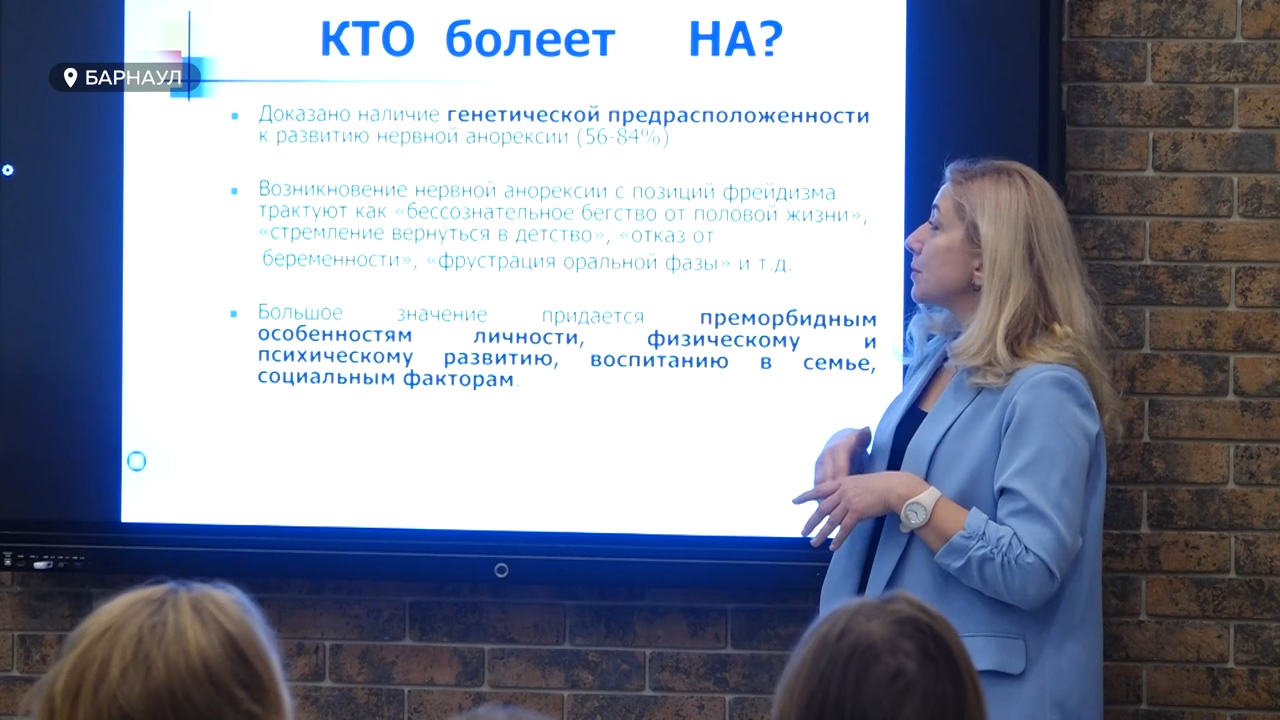 КТО болеет НА?
БАРНАУЛ
Доказано наличие генетической предрасположенности
к развитию нервной анорексии (56-84%)
Возникновение нервной анорексии с позиций фрейдизма
трактуют как «бессознательное бегство от половой жизни»,
«стремление вернуться в детство», «отказ от
беременности», «фрустрация оральной фазы» и т.д.
Большое значение придается преморбидным
особенностям личности, физическому и
психическому развитию, воспитанию в семье,
социальным факторам.